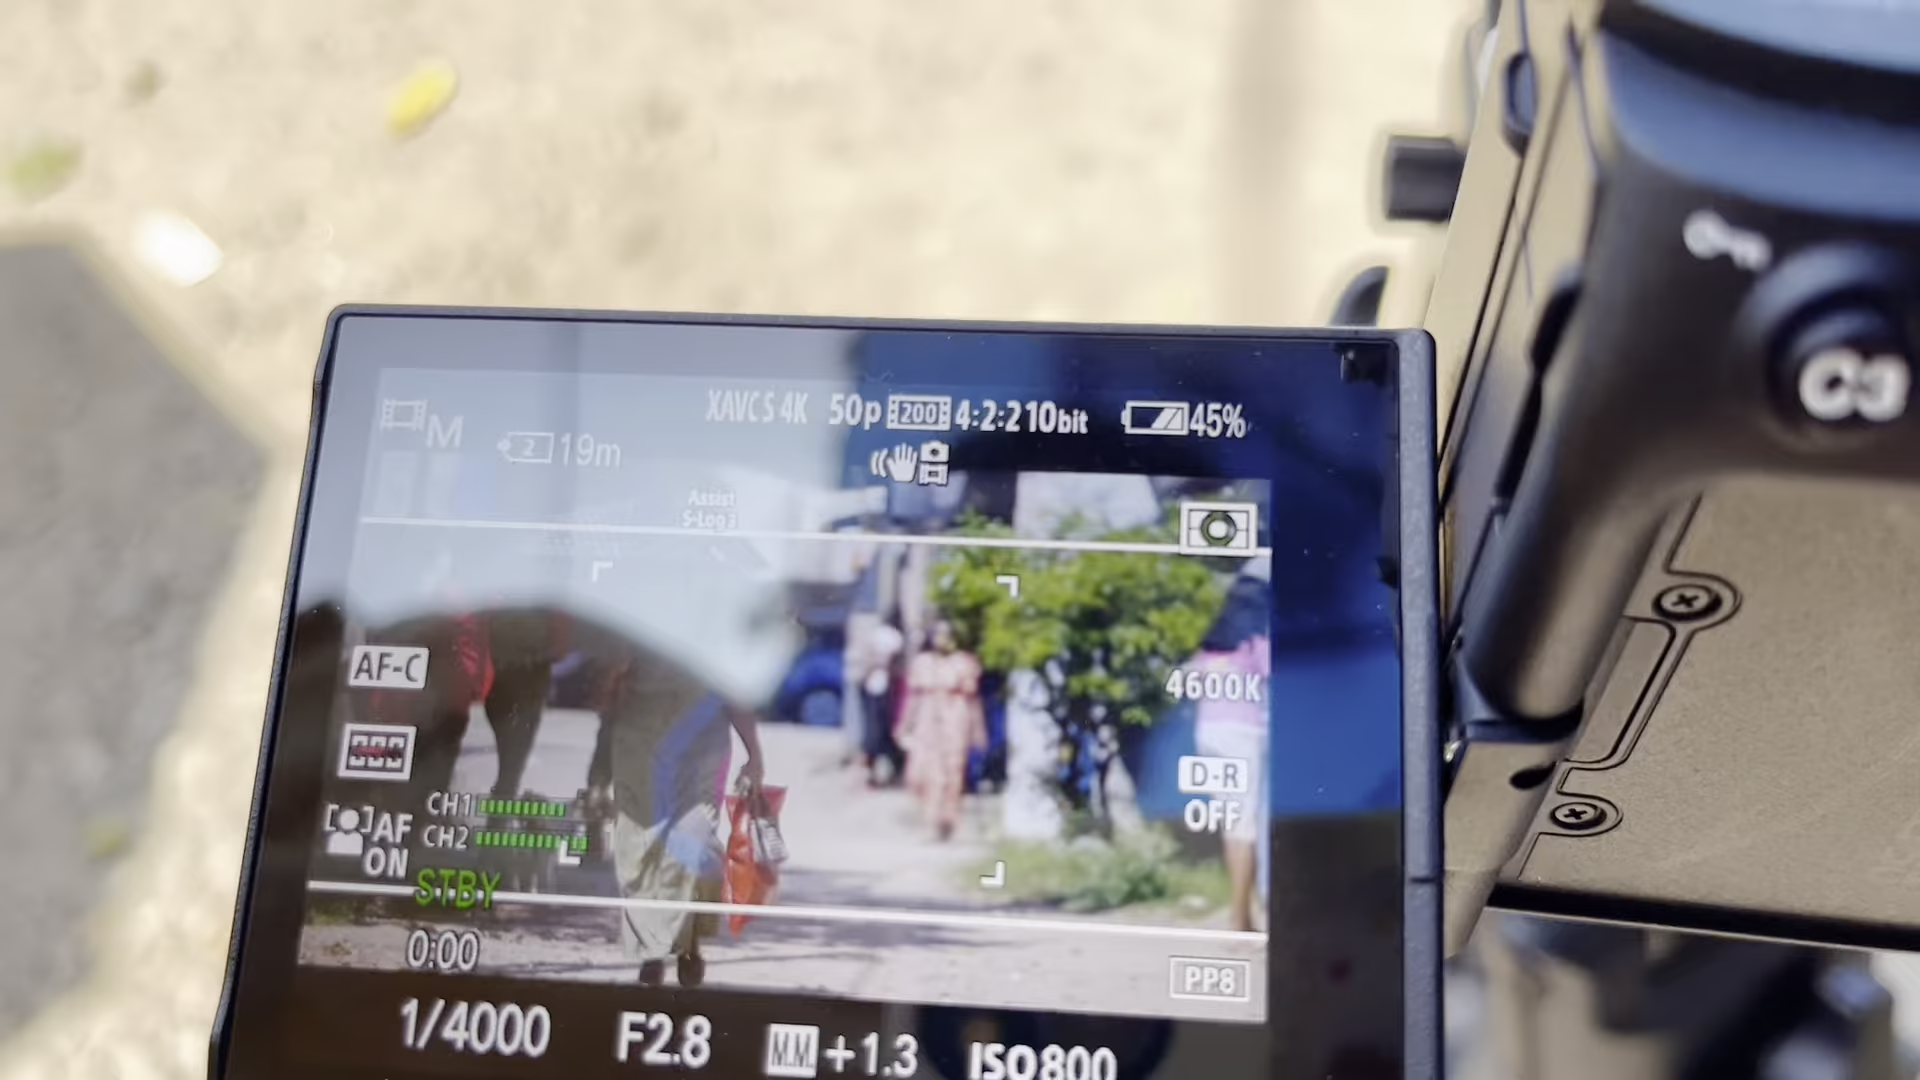 XAVC S 4K 50p 200 4:2:2 10bit 45%
M 2 19m
Assist
S-Log3
C3
AF-C
4600K
D-R
OFF
CH1
CH2
AF
ON
STBY
0:00
PP8
1/4000 F2.8 M.M. +1.3 ISO800